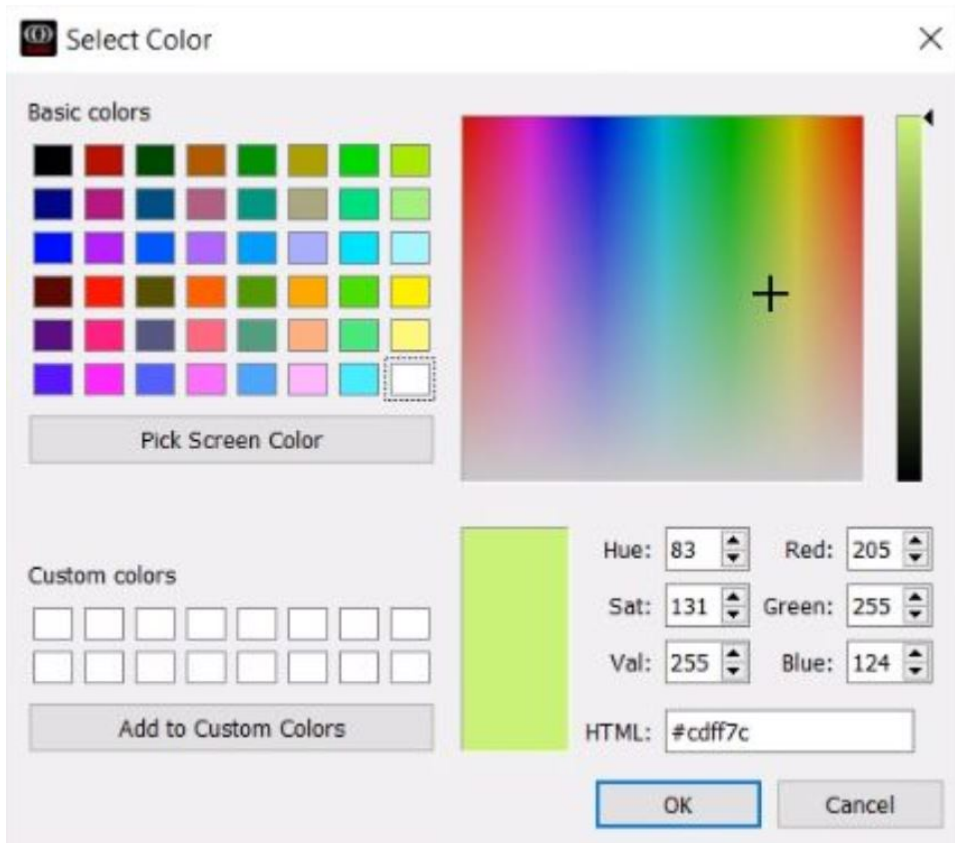 Select Color
Basic colors
Pick Screen Color
Custom colors
Add to Custom Colors
Hue: 83 Red: 205
Sat: 131 Green: 255
Val: 255 Blue: 124
HTML: #cdff7c
OK Cancel